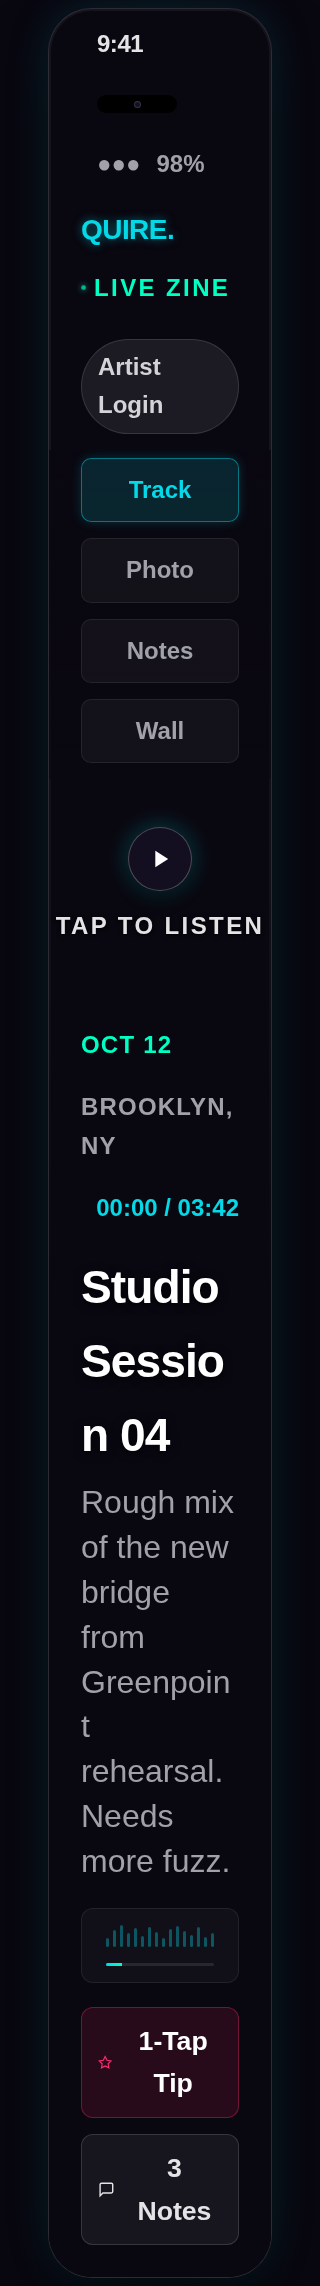 9:41
●●● 98%
QUIRE.
• LIVE ZINE
Artist
Login
Track
Photo
Notes
Wall
TAP TO LISTEN
OCT 12
BROOKLYN,
NY
00:00 / 03:42
Studio
Sessio
n 04
Rough mix
of the new
bridge
from
Greenpoin
t
rehearsal.
Needs
more fuzz.
1-Tap
Tip
3
Notes